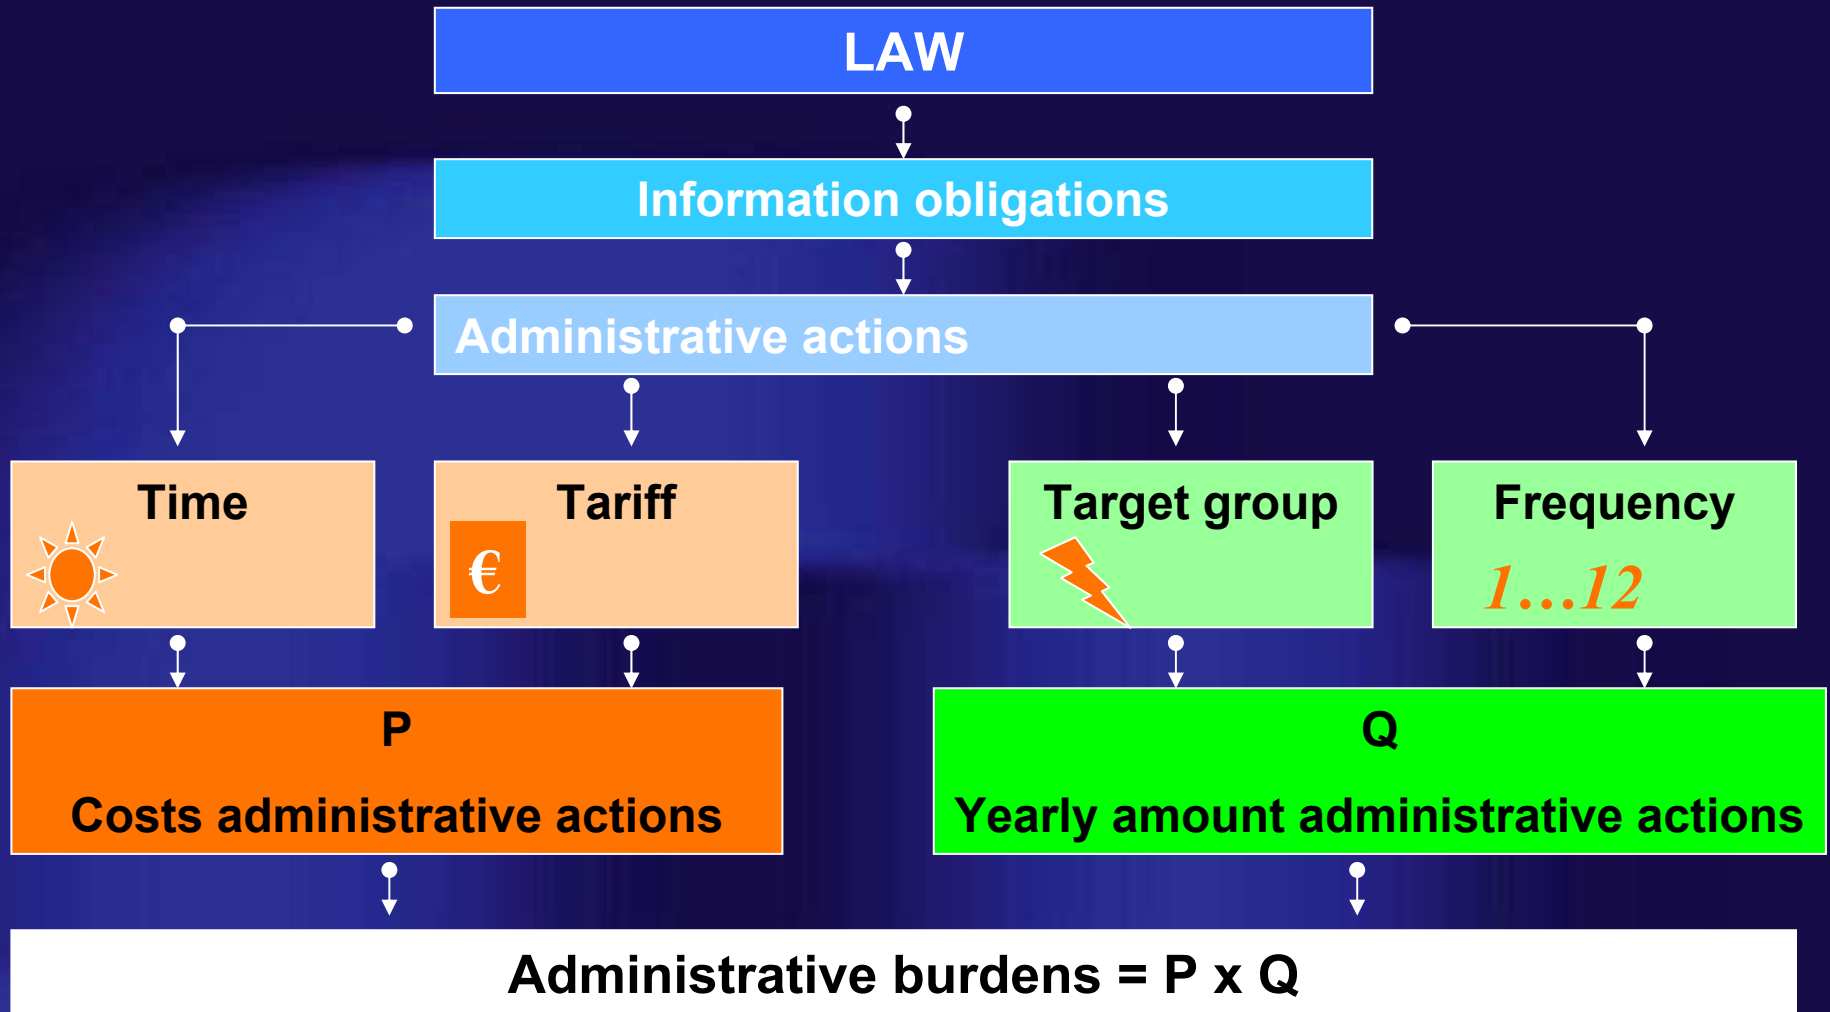 LAW
Information obligations
Administrative actions
Time
Tariff
Target group
Frequency
€
1...12
P
Q
Costs administrative actions
Yearly amount administrative actions
Administrative burdens = P x Q